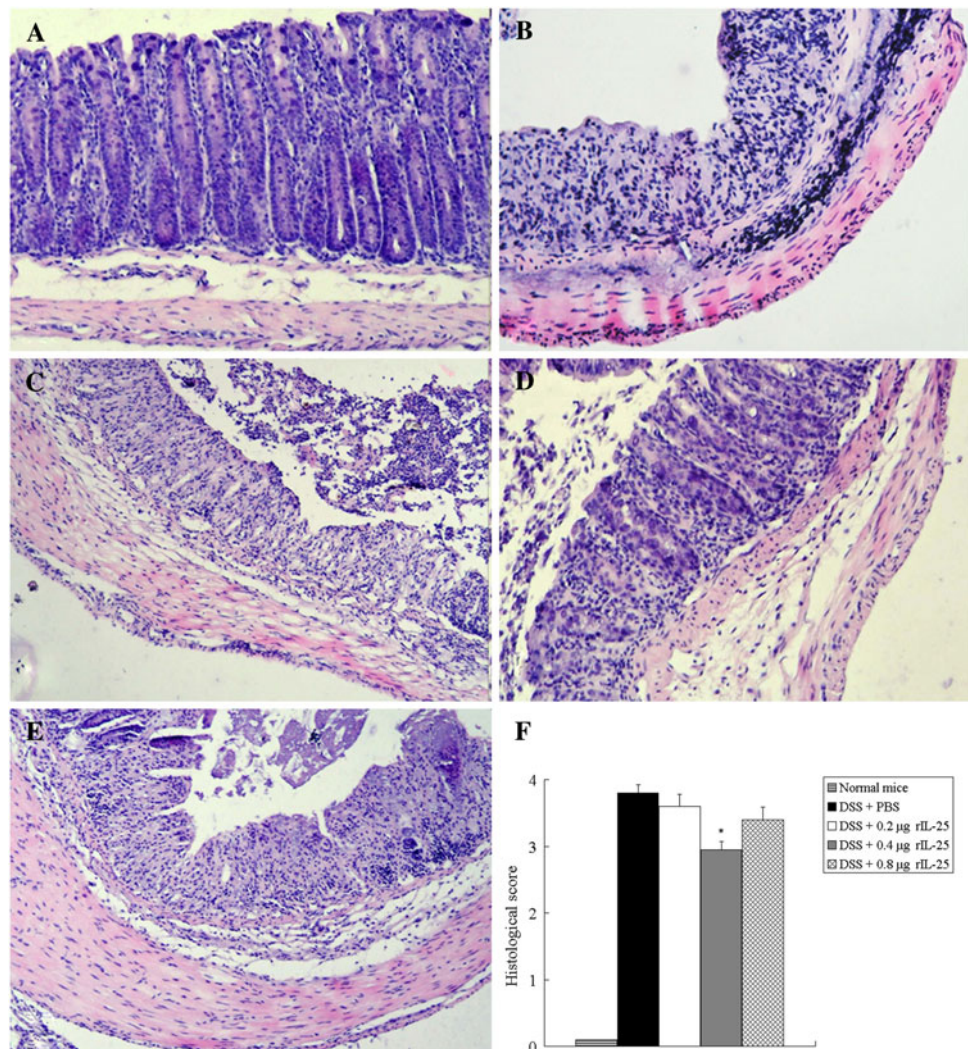 A
B
C
D
E
F
4
3
2
1
0
Histological score
*
Normal mice
DSS + PBS
DSS + 0.2 μg rIL-25
DSS + 0.4 μg rIL-25
DSS + 0.8 μg rIL-25